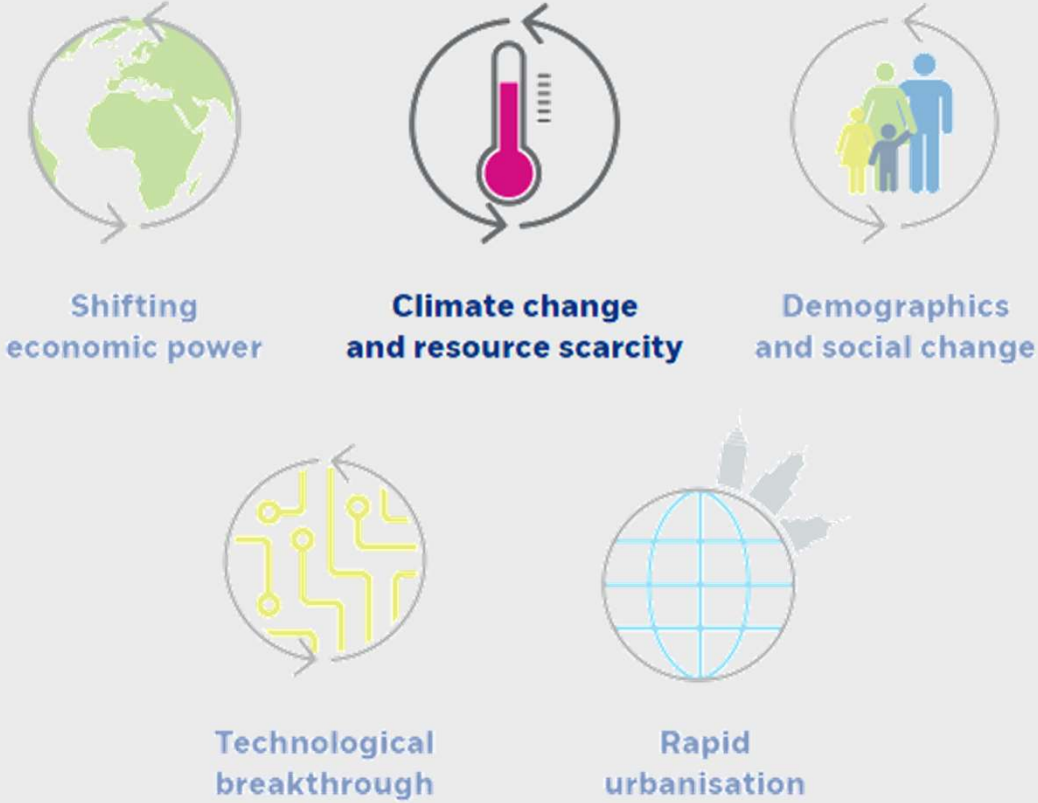 Shifting
economic power
Climate change
and resource scarcity
Demographics
and social change
Technological
breakthrough
Rapid
urbanisation